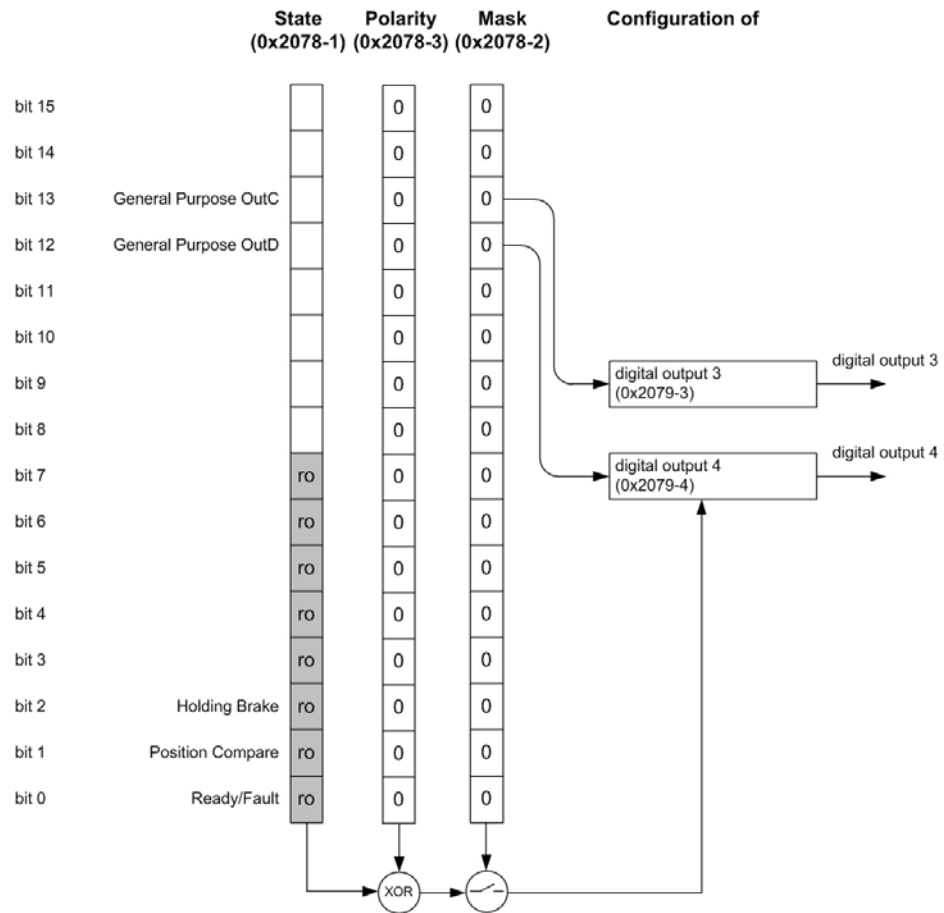 State Polarity Mask Configuration of
(0x2078-1) (0x2078-3) (0x2078-2)
bit 15 0 0
bit 14 0 0
bit 13 General Purpose OutC 0 0
bit 12 General Purpose OutD 0 0
bit 11 0 0
bit 10 0 0
digital output 3
bit 9 0 0 digital output 3
(0x2079-3)
bit 8 0 0
digital output 4
bit 7 ro 0 0 digital output 4
(0x2079-4)
bit 6 ro 0 0
bit 5 ro 0 0
bit 4 ro 0 0
bit 3 ro 0 0
bit 2 Holding Brake ro 0 0
bit 1 Position Compare ro 0 0
bit 0 Ready/Fault ro 0 0
XOR